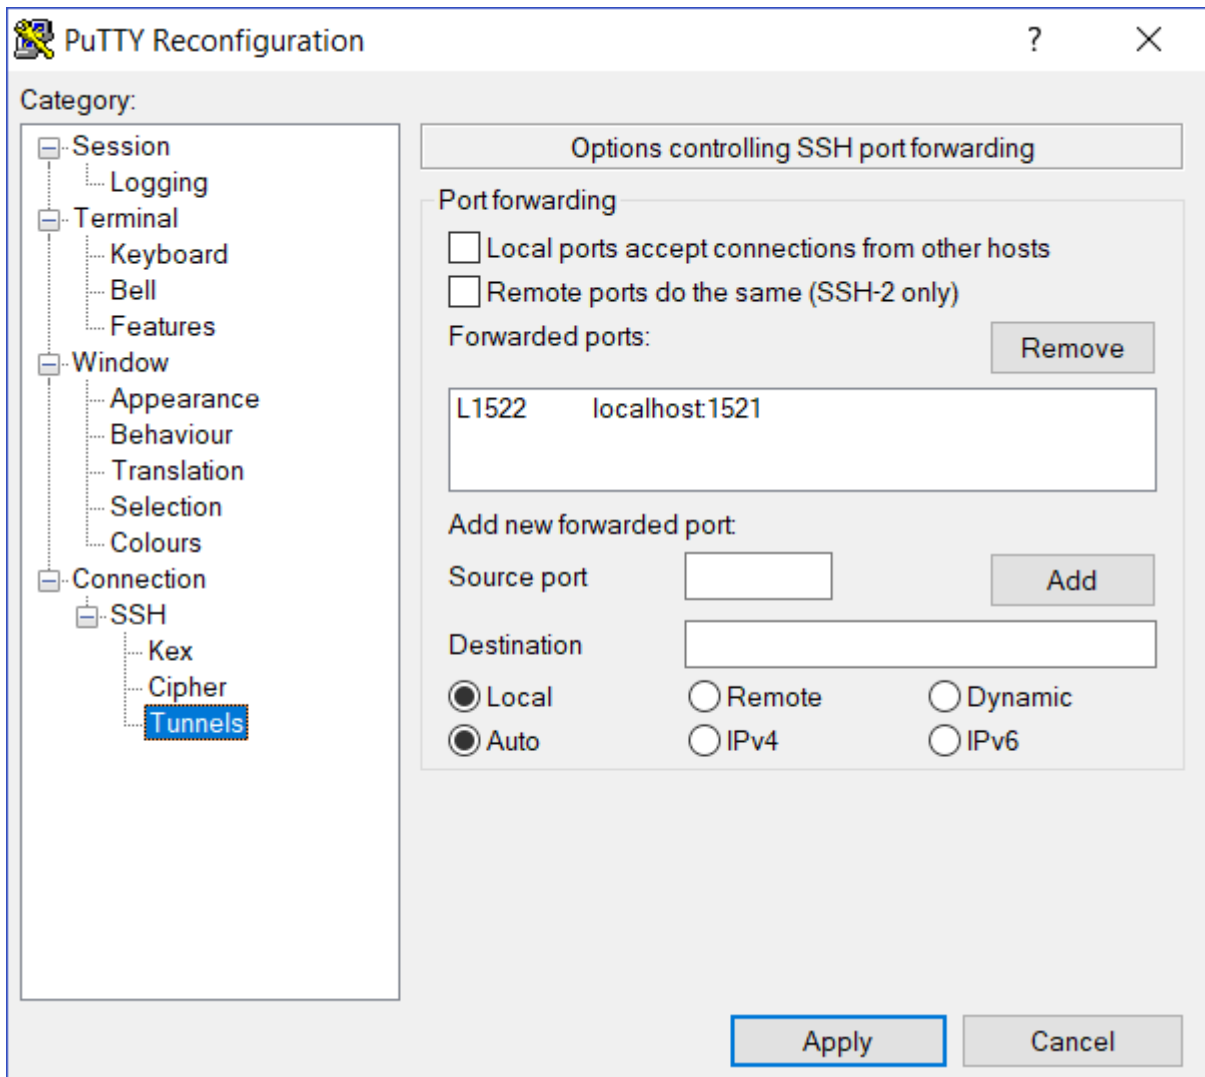 PuTTY Reconfiguration
?
Category:
Session
Logging
Terminal
Keyboard
Bell
Features
Window
Appearance
Behaviour
Translation
Selection
Colours
Connection
SSH
Kex
Cipher
Tunnels
Options controlling SSH port forwarding
Port forwarding
Local ports accept connections from other hosts
Remote ports do the same (SSH-2 only)
Forwarded ports:
Remove
L1522 localhost:1521
Add new forwarded port:
Source port
Add
Destination
Local Remote Dynamic
Auto IPv4 IPv6
Apply Cancel